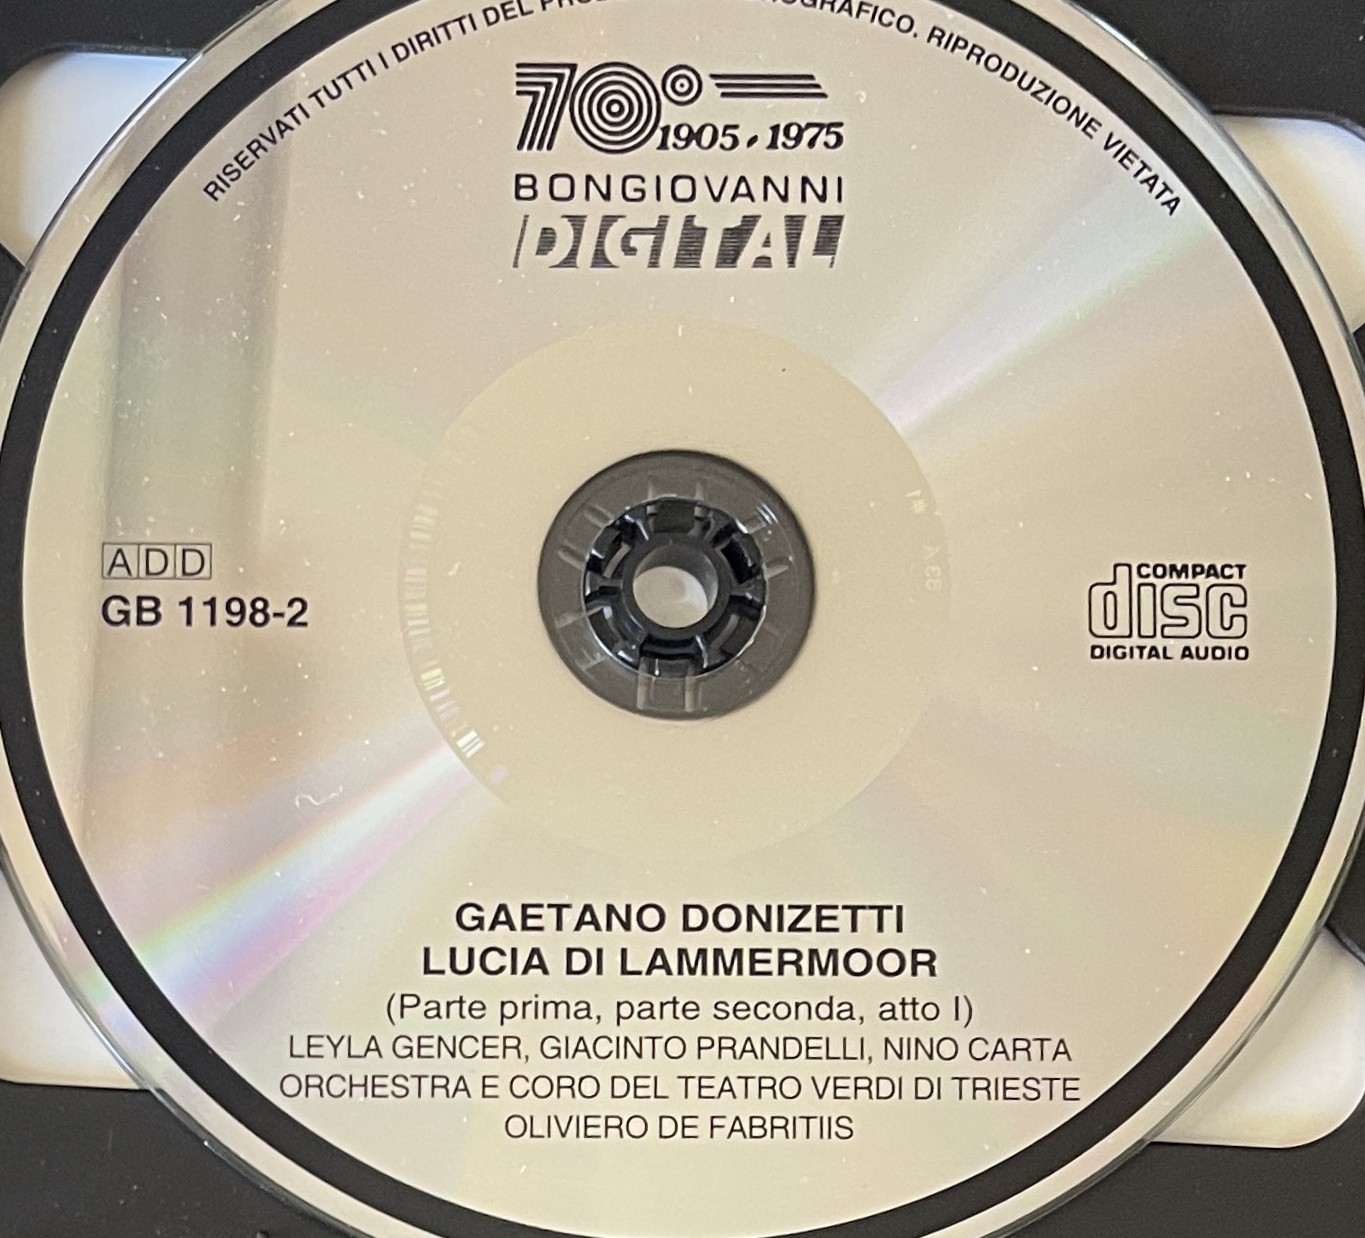 RISERVATI TUTTI I DIRITTI DEL FICO. RIPRODUZIONE VIETATA
70° 1905 • 1975
BONGIOVANNI
DIGITAL
ADD
GB 1198-2
COMPACT
disc
DIGITAL AUDIO
GAETANO DONIZETTI
LUCIA DI LAMMERMOOR
(Parte prima, parte seconda, atto I)
LEYLA GENCER, GIACINTO PRANDELLI, NINO CARTA
ORCHESTRA E CORO DEL TEATRO VERDI DI TRIESTE
OLIVIERO DE FABRITIIS